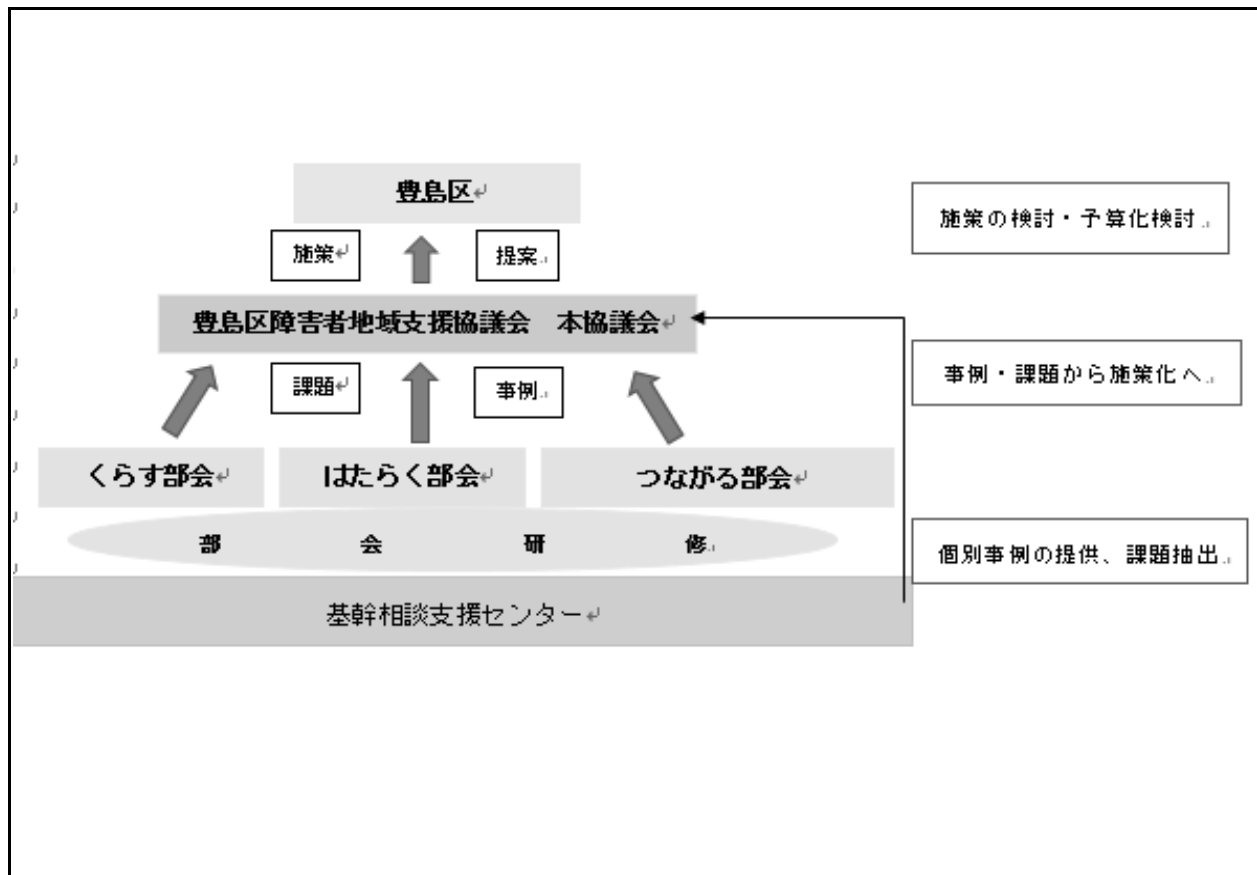 豊島区
施策の検討・予算化検討
施策 提案
豊島区障害者地域支援協議会 本協議会
事例・課題から施策化へ
課題 事例
くらす部会 はたらく部会 つながる部会
部 会 研 修
個別事例の提供、課題抽出
基幹相談支援センター